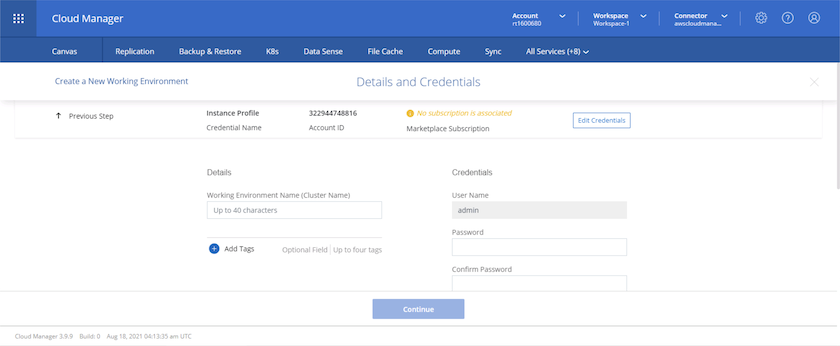 Cloud Manager
Account
rr1600680
Workspace
Workspace-1
Connector
awscloudmana...
Canvas
Replication
Backup & Restore
K8s
Data Sense
File Cache
Compute
Sync
All Services (+8)
Create a New Working Environment
Details and Credentials
Previous Step
Instance Profile
Credential Name
322944748816
Account ID
No subscription is associated
Marketplace Subscription
Edit Credentials
Details
Working Environment Name (Cluster Name)
Up to 40 characters
Add Tags
Optional Field | Up to four tags
Credentials
User Name
admin
Password
Confirm Password
Continue
Cloud Manager 3.9.9 Build: 0 Aug 18, 2021 04:13:35 am UTC